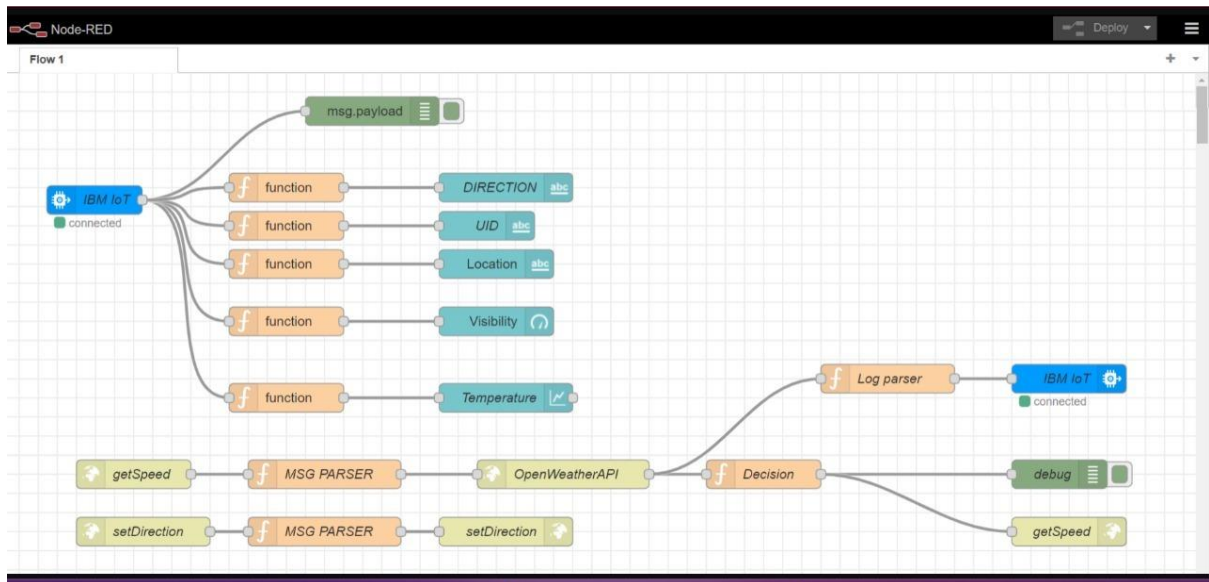 Node-RED
Deploy
Flow 1
msg.payload
function
DIRECTION
abc
IBM IoT
connected
function
UID
abc
function
Location
abc
function
Visibility
Log parser
IBM IoT
connected
function
Temperature
getSpeed
MSG PARSER
OpenWeatherAPI
Decision
debug
setDirection
MSG PARSER
setDirection
getSpeed